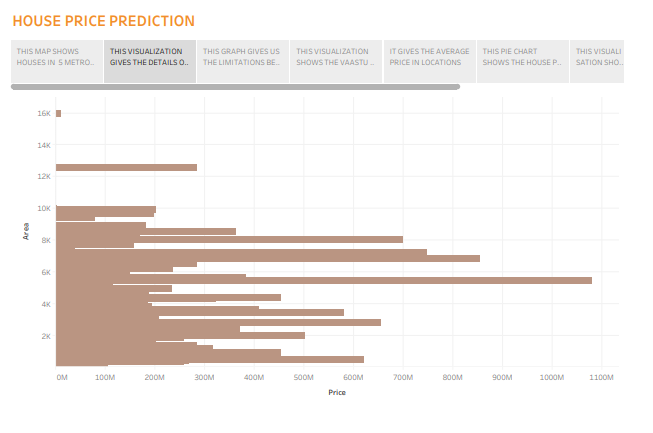 HOUSE PRICE PREDICTION
THIS MAP SHOWS
HOUSES IN 5 METRO..
THIS VISUALIZATION
GIVES THE DETAILS O..
THIS GRAPH GIVES US
THE LIMITATIONS BE..
THIS VISUALIZATION
SHOWS THE VAASTU ..
IT GIVES THE AVERAGE
PRICE IN LOCATIONS
THIS PIE CHART
SHOWS THE HOUSE P..
THIS VISUALI
SATION SHO..
16K
14K
12K
10K
8K
6K
4K
2K
Area
0M 100M 200M 300M 400M 500M 600M 700M 800M 900M 1000M 1100M
Price